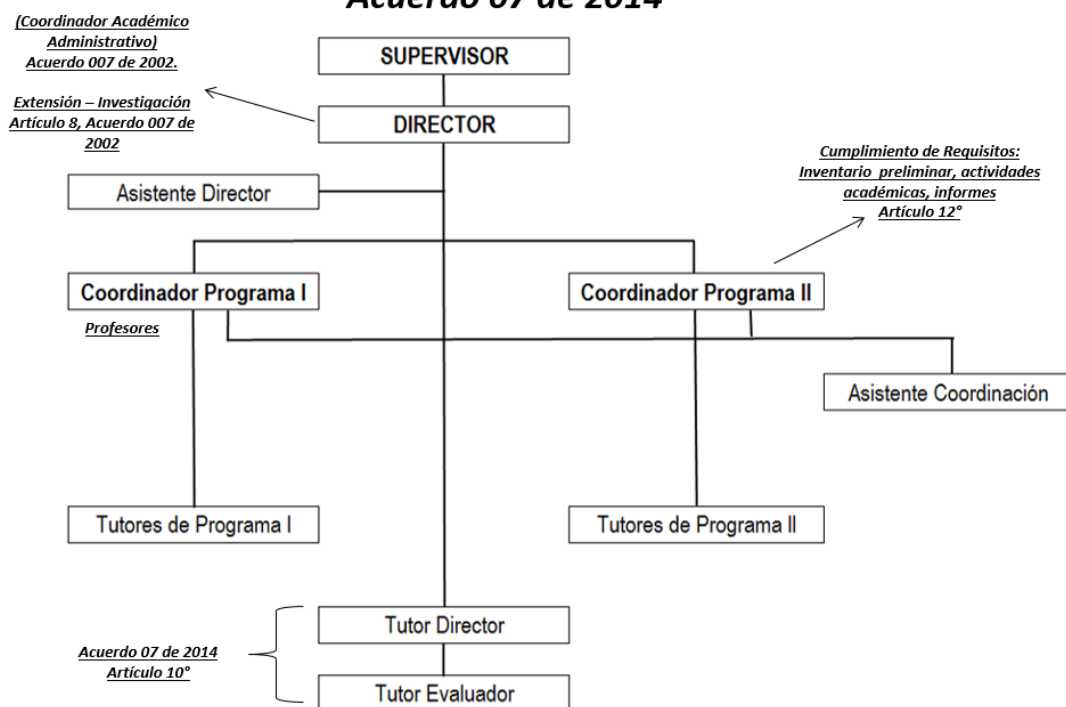 Acuerdo 07 de 2014
(Coordinador Académico
Administrativo)
Acuerdo 007 de 2002.
Extensión – Investigación
Artículo 8, Acuerdo 007 de
2002
SUPERVISOR
DIRECTOR
Asistente Director
Cumplimiento de Requisitos:
Inventario preliminar, actividades
académicas, informes
Artículo 12°
Coordinador Programa I
Coordinador Programa II
Profesores
Asistente Coordinación
Tutores de Programa I
Tutores de Programa II
Tutor Director
Acuerdo 07 de 2014
Artículo 10°
Tutor Evaluador